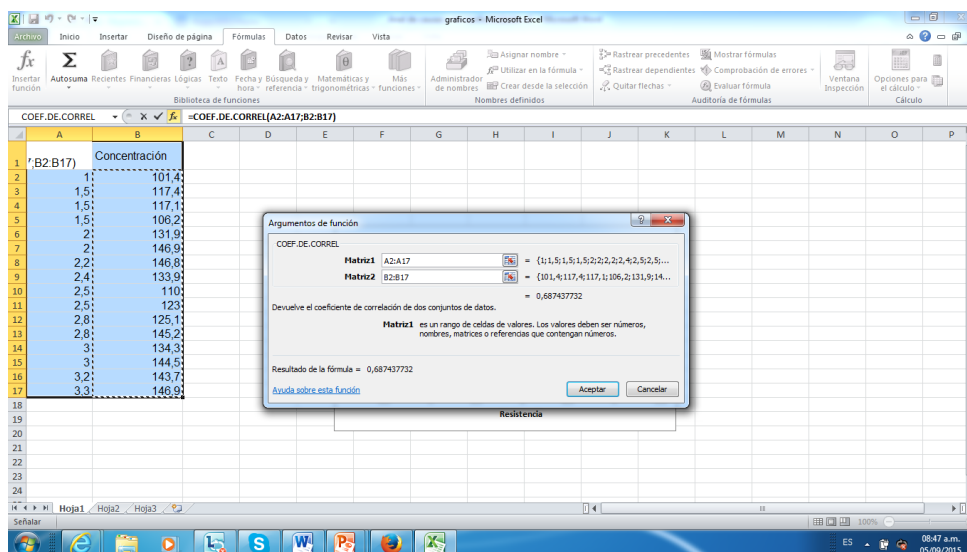 graficos - Microsoft Excel
Archivo Inicio Insertar Diseño de página Fórmulas Datos Revisar Vista
Insertar función
Autosuma
Recientes
Financieras
Lógicas
Texto
Fecha y hora
Búsqueda y referencia
Matemáticas y trigonométricas
Más funciones
Biblioteca de funciones
Administrador de nombres
Asignar nombre
Utilizar en la fórmula
Crear desde la selección
Nombres definidos
Rastrear precedentes
Rastrear dependientes
Quitar flechas
Mostrar fórmulas
Comprobación de errores
Evaluar fórmula
Auditoría de fórmulas
Ventana Inspección
Opciones para el cálculo
Cálculo
COEF.DE.CORREL fx =COEF.DE.CORREL(A2:A17;B2:B17)
A B C D E F G H I J K L M N O P
1 ';B2:B17) Concentración
2 1 101,4
3 1,5 117,4
4 1,5 117,1
5 1,5 106,2
6 2 131,9
7 2 146,9
8 2,2 146,8
9 2,4 133,9
10 2,5 110
11 2,5 123
12 2,8 125,1
13 2,8 145,2
14 3 134,3
15 3 144,5
16 3,2 143,7
17 3,3 146,9
18
19
20
21
22
23
24
Argumentos de función
COEF.DE.CORREL
Matriz1 A2:A17 = {1;1,5;1,5;1,5;2;2;2,2;2,4;2,5;2,5;...
Matriz2 B2:B17 = {101,4;117,4;117,1;106,2;131,9;14...
= 0,687437732
Devuelve el coeficiente de correlación de dos conjuntos de datos.
Matriz1 es un rango de celdas de valores. Los valores deben ser números,
nombres, matrices o referencias que contengan números.
Resultado de la fórmula = 0,687437732
Ayuda sobre esta función
Aceptar Cancelar
Resistencia
Hoja1 Hoja2 Hoja3
Señalar 100%
ES 08:47 a.m.
05/09/2015